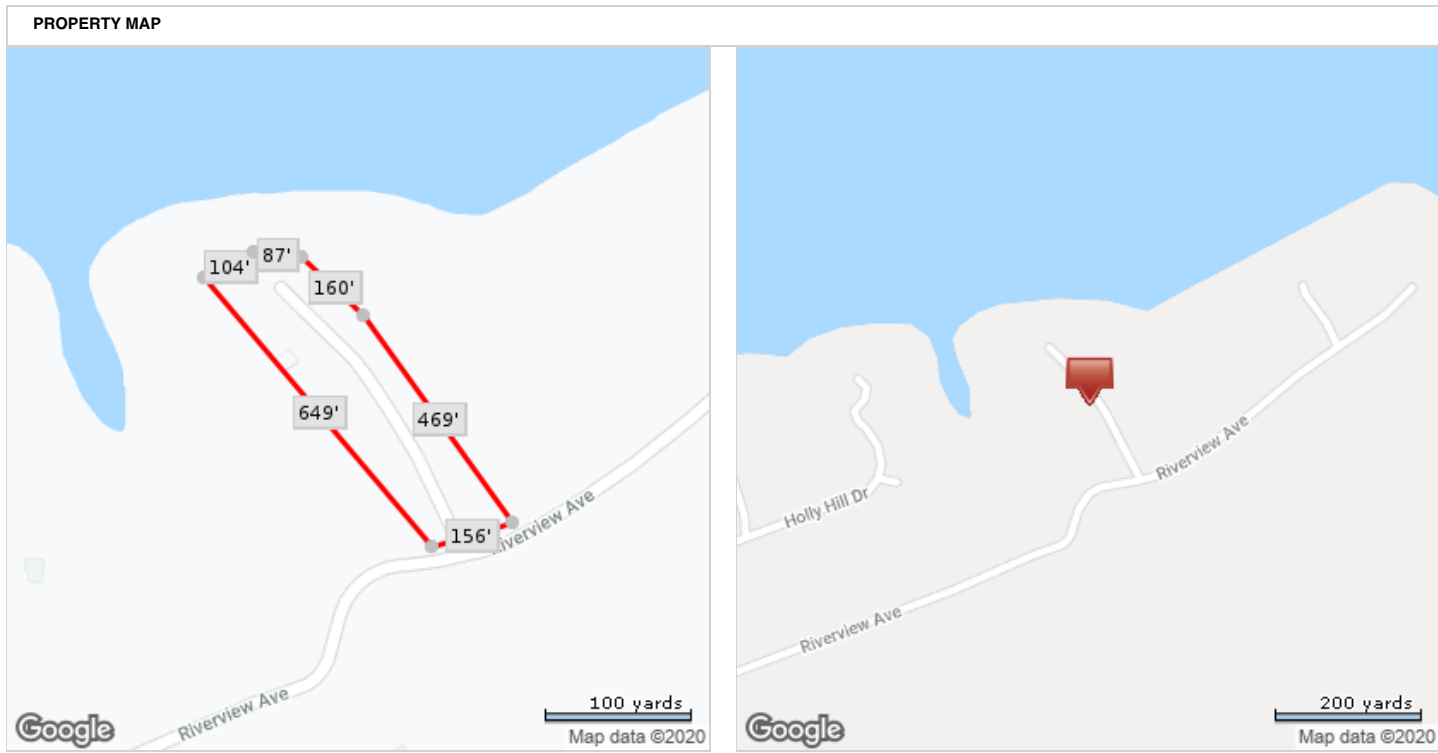 PROPERTY MAP
104'
87'
160'
649'
469'
156'
Riverview Ave
Riverview Ave
100 yards
Google
Map data ©2020
Holly Hill Dr
Riverview Ave
Riverview Ave
200 yards
Google
Map data ©2020